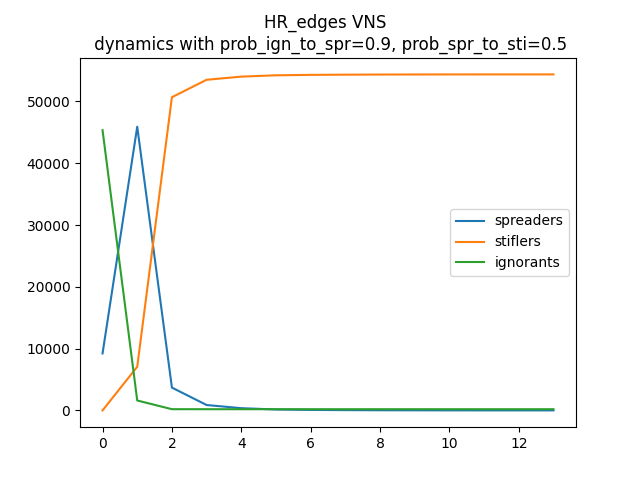 HR_edges VNS
dynamics with prob_ign_to_spr=0.9, prob_spr_to_sti=0.5
50000
40000
30000
20000
10000
0
spreaders
stiflers
ignorants
0 2 4 6 8 10 12